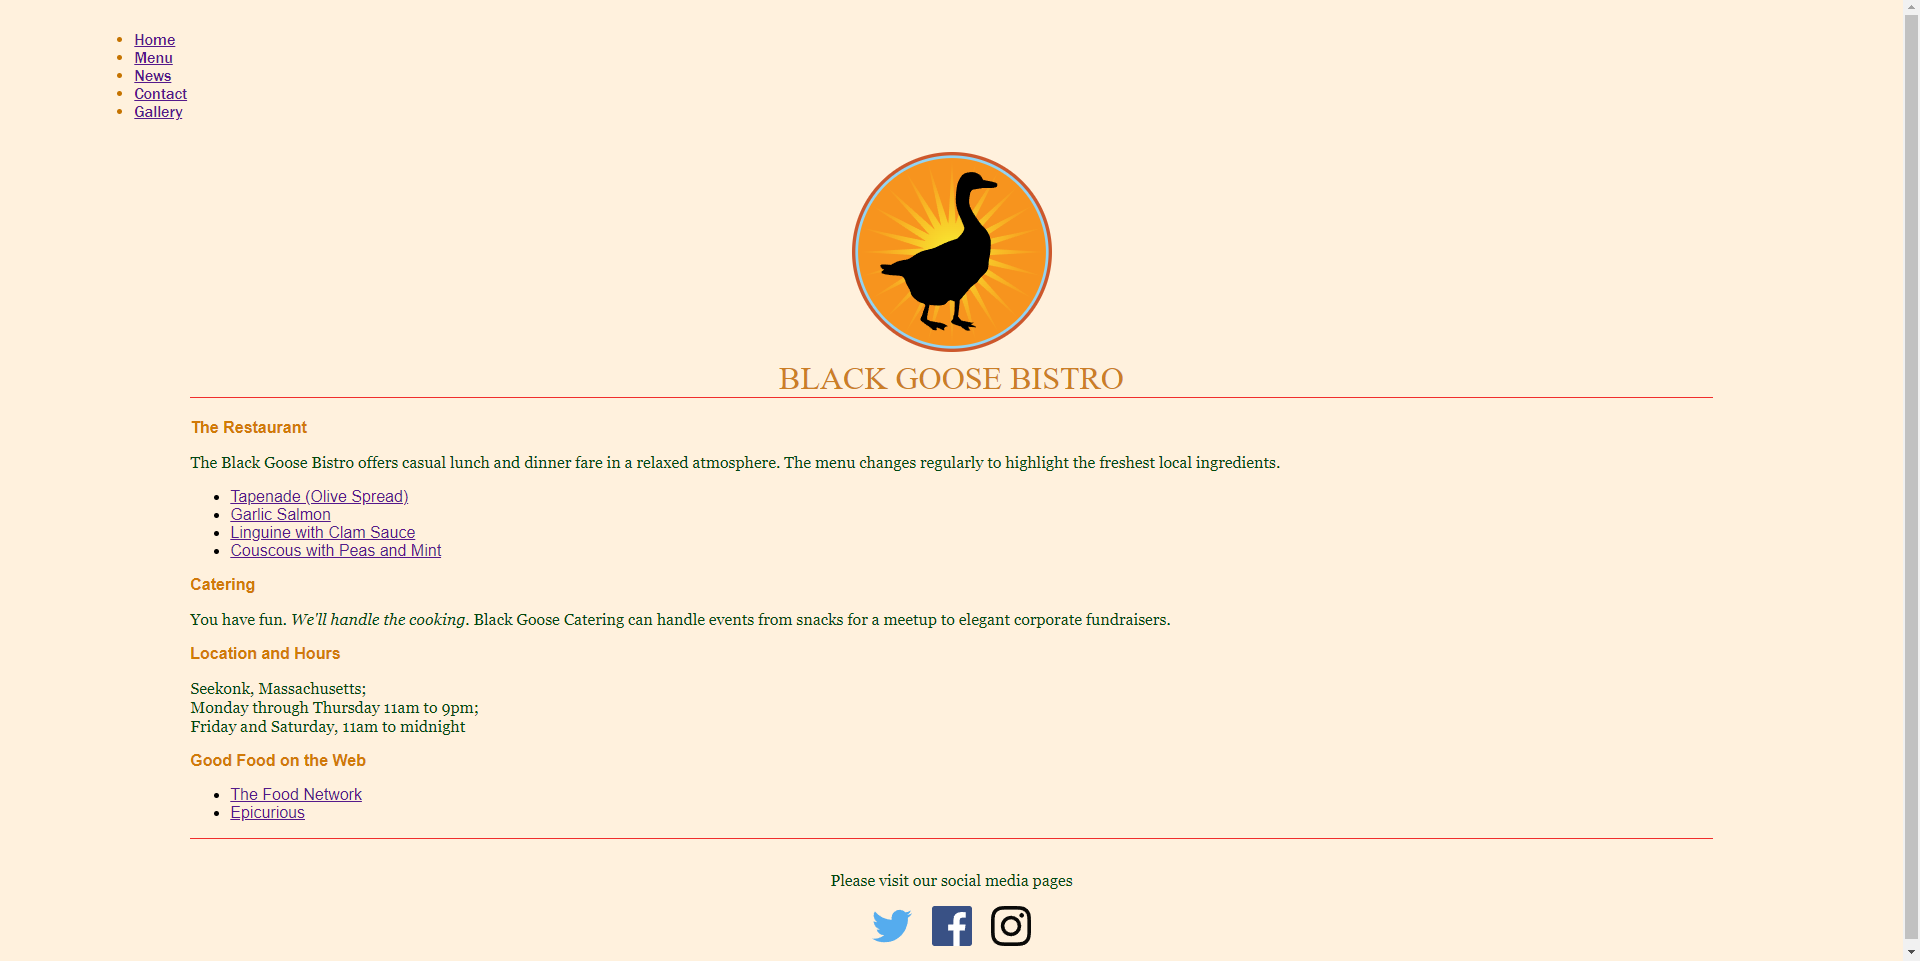 Home
Menu
News
Contact
Gallery
BLACK GOOSE BISTRO
The Restaurant
The Black Goose Bistro offers casual lunch and dinner fare in a relaxed atmosphere. The menu changes regularly to highlight the freshest local ingredients.
Tapenade (Olive Spread)
Garlic Salmon
Linguine with Clam Sauce
Couscous with Peas and Mint
Catering
You have fun. We'll handle the cooking. Black Goose Catering can handle events from snacks for a meetup to elegant corporate fundraisers.
Location and Hours
Seekonk, Massachusetts;
Monday through Thursday 11am to 9pm;
Friday and Saturday, 11am to midnight
Good Food on the Web
The Food Network
Epicurious
Please visit our social media pages